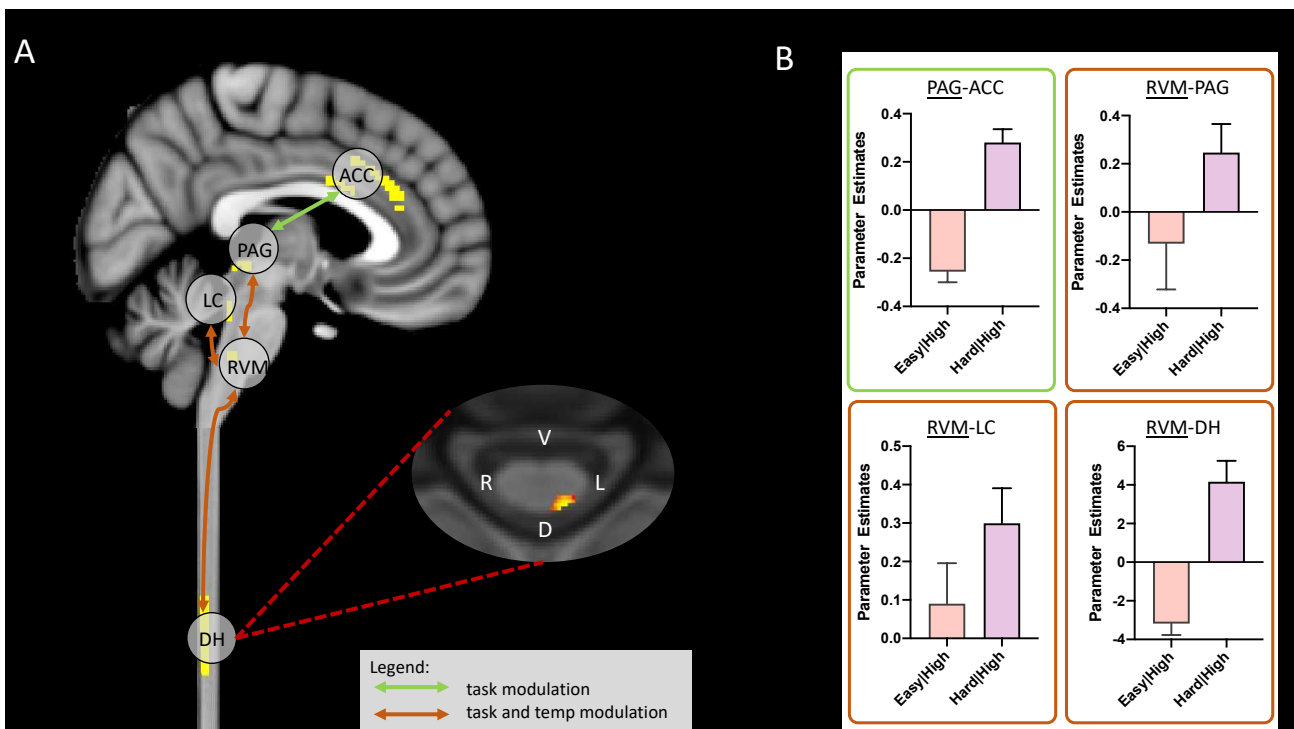 A
ACC
PAG
LC
RVM
DH
V
R
L
D
Legend:
task modulation
task and temp modulation
B
PAG-ACC
Parameter Estimates
0.4
0.2
0.0
-0.2
-0.4
Easy|High
Hard|High
RVM-PAG
Parameter Estimates
0.4
0.2
0.0
-0.2
-0.4
Easy|High
Hard|High
RVM-LC
Parameter Estimates
0.5
0.4
0.3
0.2
0.1
0.0
Easy|High
Hard|High
RVM-DH
Parameter Estimates
6
4
2
0
-2
-4
Easy|High
Hard|High